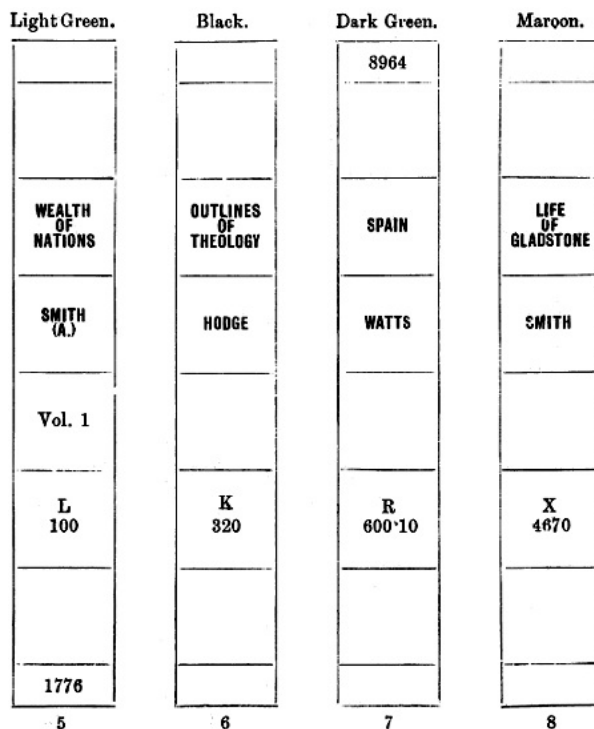 Light Green.
Black.
Dark Green.
Maroon.
8964
WEALTH
OF
NATIONS
OUTLINES
OF
THEOLOGY
SPAIN
LIFE
OF
GLADSTONE
SMITH
(A.)
HODGE
WATTS
SMITH
Vol. 1
L
100
K
320
R
600·10
X
4670
1776
5
6
7
8